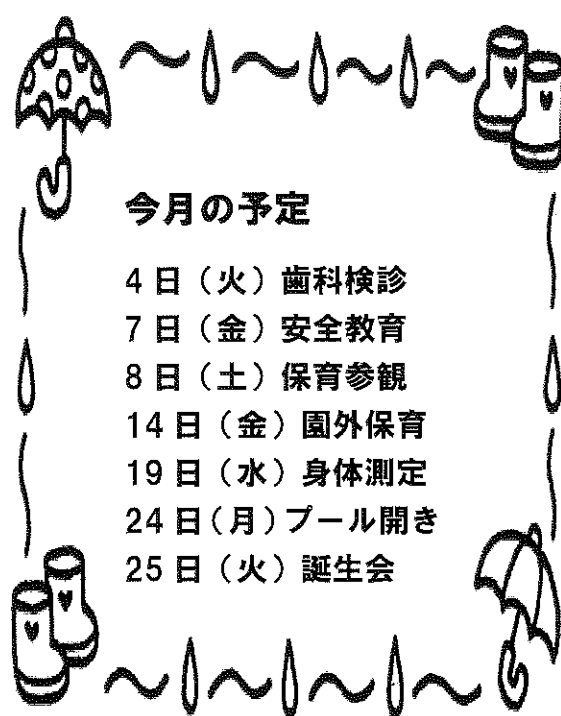 今月の予定
4日（火）歯科検診
7日（金）安全教育
8日（土）保育参観
14日（金）園外保育
19日（水）身体測定
24日（月）プール開き
25日（火）誕生会